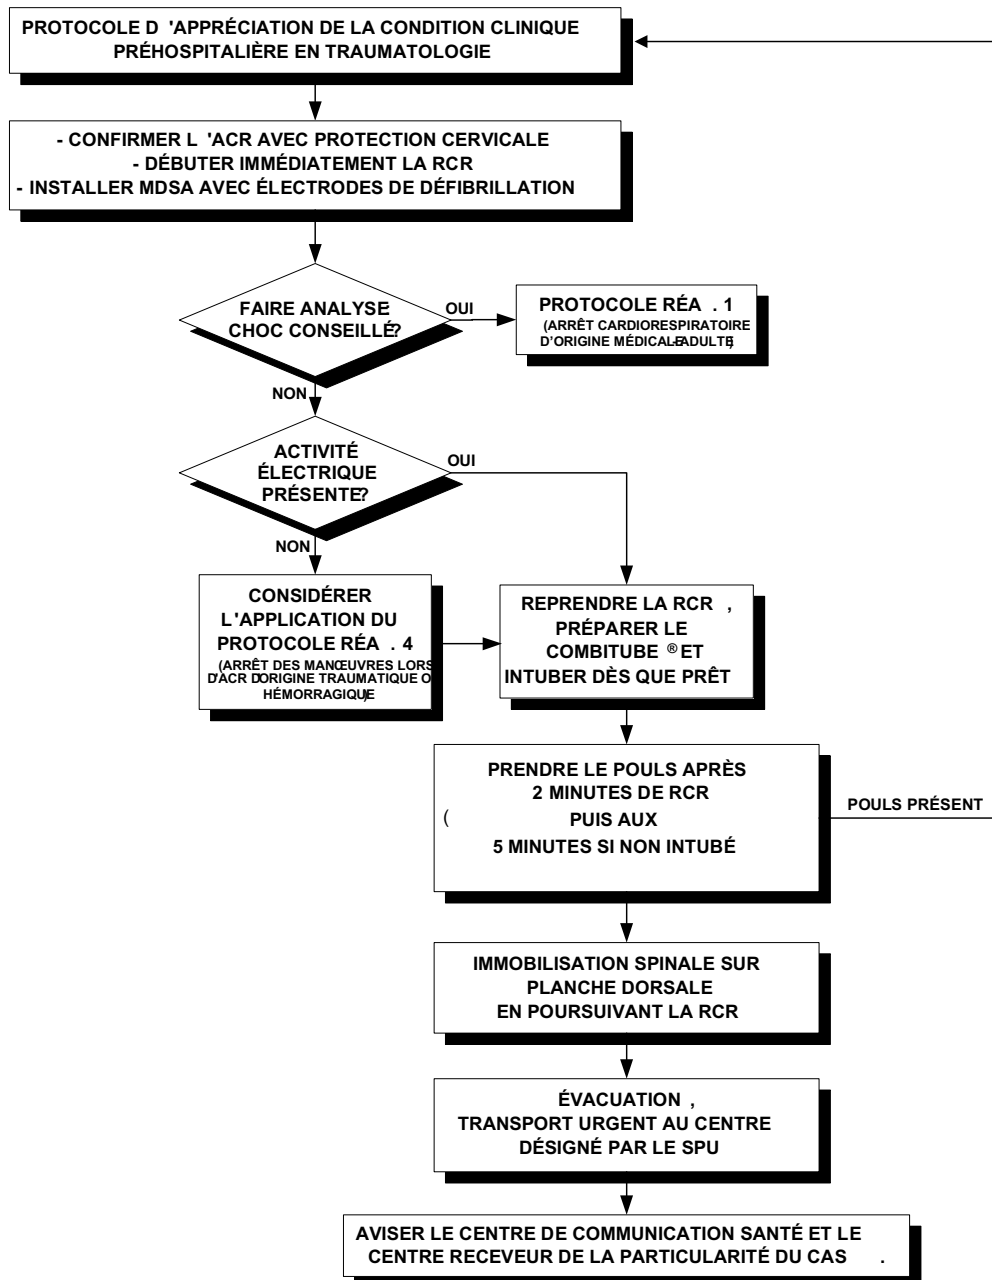 PROTOCOLE D 'APPRÉCIATION DE LA CONDITION CLINIQUE
PRÉHOSPITALIÈRE EN TRAUMATOLOGIE
- CONFIRMER L 'ACR AVEC PROTECTION CERVICALE
- DÉBUTER IMMÉDIATEMENT LA RCR
- INSTALLER MDSA AVEC ÉLECTRODES DE DÉFIBRILLATION
FAIRE ANALYSE:
CHOC CONSEILLÉ?
OUI
PROTOCOLE RÉA . 1
(ARRÊT CARDIORESPIRATOIRE
D'ORIGINE MÉDICALE-ADULTE)
NON
ACTIVITÉ
ÉLECTRIQUE
PRÉSENTE?
OUI
NON
CONSIDÉRER
L'APPLICATION DU
PROTOCOLE RÉA . 4
(ARRÊT DES MANŒUVRES LORS
D'ACR D'ORIGINE TRAUMATIQUE O
HÉMORRAGIQUE)
REPRENDRE LA RCR ,
PRÉPARER LE
COMBITUBE ® ET
INTUBER DÈS QUE PRÊT
PRENDRE LE POULS APRÈS
2 MINUTES DE RCR
( PUIS AUX
5 MINUTES SI NON INTUBÉ
POULS PRÉSENT
IMMOBILISATION SPINALE SUR
PLANCHE DORSALE
EN POURSUIVANT LA RCR
ÉVACUATION ,
TRANSPORT URGENT AU CENTRE
DÉSIGNÉ PAR LE SPU
AVISER LE CENTRE DE COMMUNICATION SANTÉ ET LE
CENTRE RECEVEUR DE LA PARTICULARITÉ DU CAS .